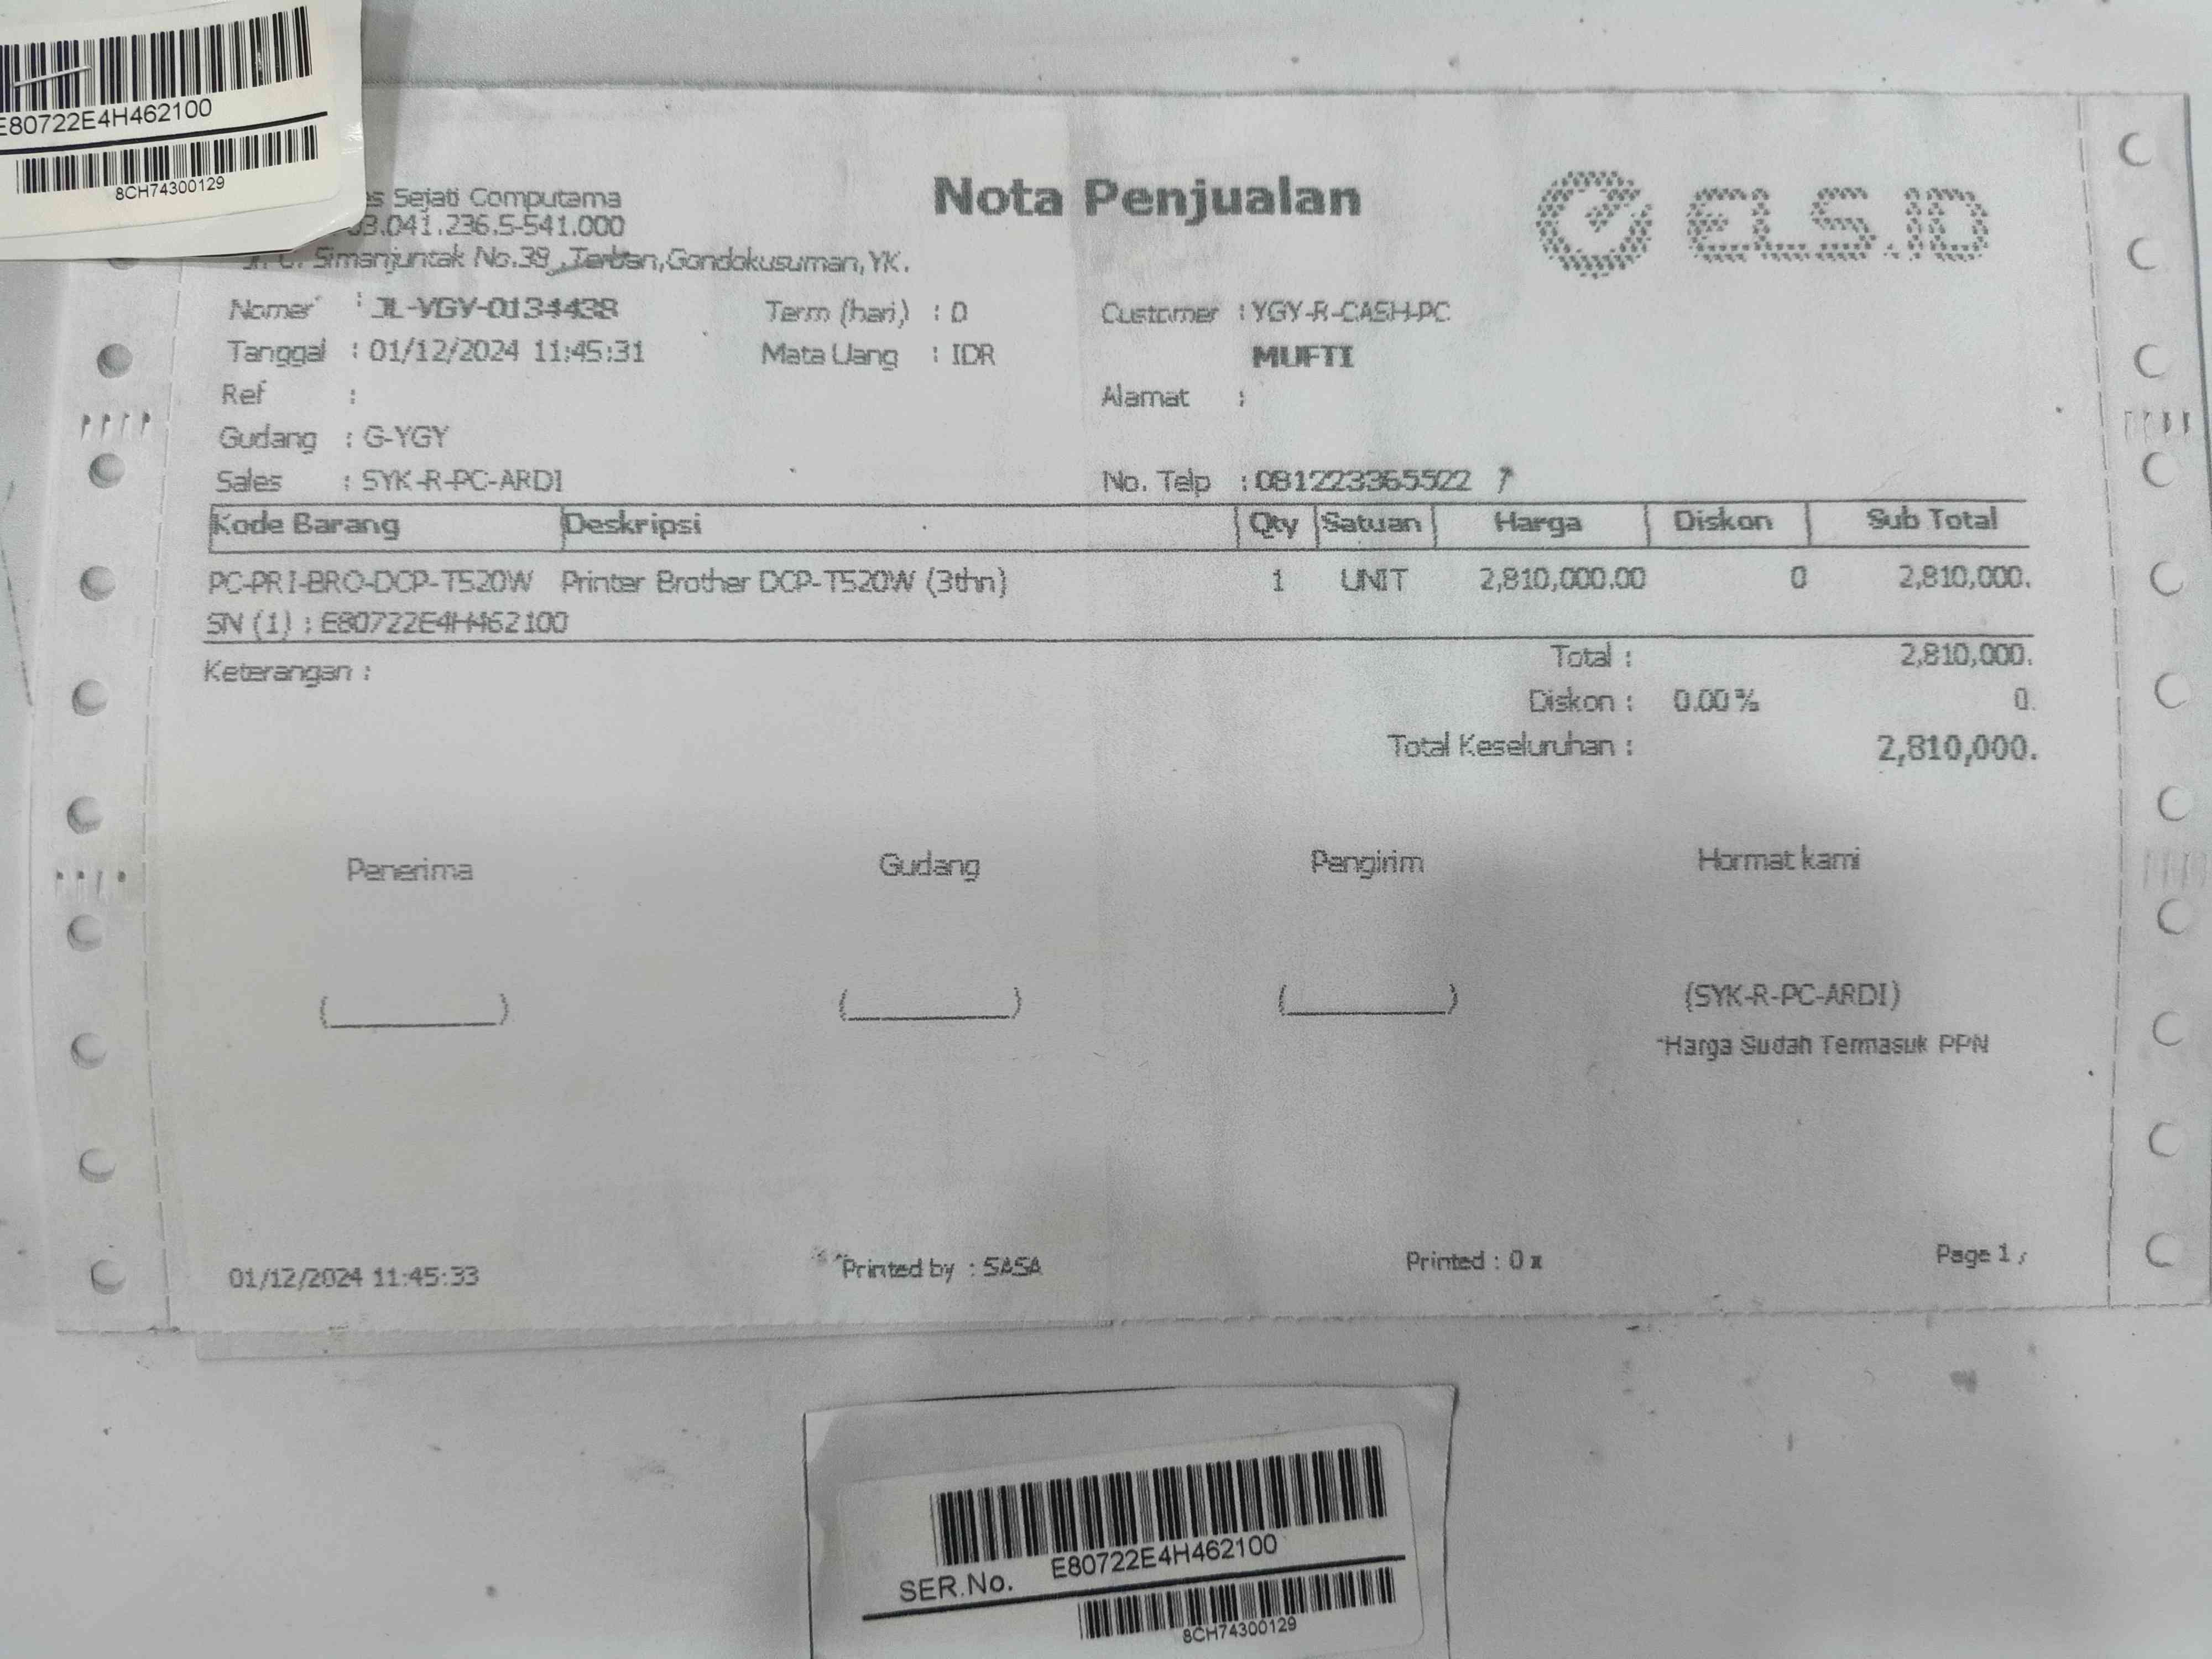 E80722E4H462100
8CH74300129
Sejati Computama
041.236.5-541.000
Simanjuntak No.39 ,Terban,Gondokusuman,YK.
Nota Penjualan
ELS.ID
Nomer : JL-YGY-0134438
Term (hari) : 0
Customer : YGY-R-CASH-PC
Tanggal : 01/12/2024 11:45:31
Mata Uang : IDR
MUFTI
Ref :
Alamat :
Gudang : G-YGY
Sales : SYK-R-PC-ARDI
No. Telp : 081223365522
Kode Barang Deskripsi Qty Satuan Harga Diskon Sub Total
PC-PRI-BRO-DCP-T520W Printer Brother DCP-T520W (3thn) 1 UNIT 2,810,000.00 0 2,810,000.
SN (1) : E80722E4H462100
Keterangan :
Total : 2,810,000.
Diskon : 0.00 % 0.
Total Keseluruhan : 2,810,000.
Penerima Gudang Pengirim Hormat kami
(__________) (__________) (__________) (SYK-R-PC-ARDI)
*Harga Sudah Termasuk PPN
01/12/2024 11:45:33 Printed by : SASA Printed : 0 x Page 1
E80722E4H462100
SER.No.
8CH74300129